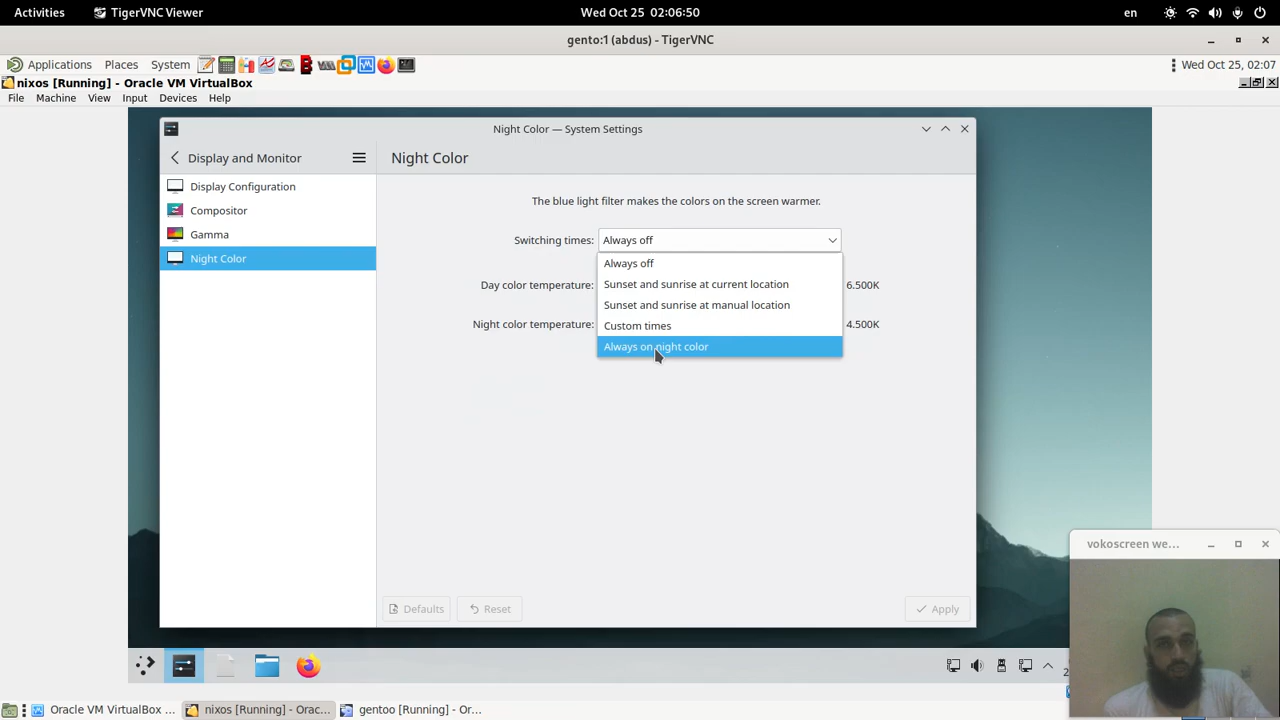 Activities TigerVNC Viewer Wed Oct 25 02:06:50 en
gento:1 (abdus) - TigerVNC
Applications Places System Wed Oct 25, 02:07
nixos [Running] - Oracle VM VirtualBox
File Machine View Input Devices Help
Night Color — System Settings
Display and Monitor
Night Color
Display Configuration
Compositor
Gamma
Night Color
The blue light filter makes the colors on the screen warmer.
Switching times: Always off
Always off
Sunset and sunrise at current location
Sunset and sunrise at manual location
Custom times
Always on night color
Day color temperature: 6.500K
Night color temperature: 4.500K
Defaults Reset Apply
vokoscreen we...
2
Oracle VM VirtualBox ... nixos [Running] - Orac... gentoo [Running] - Or...